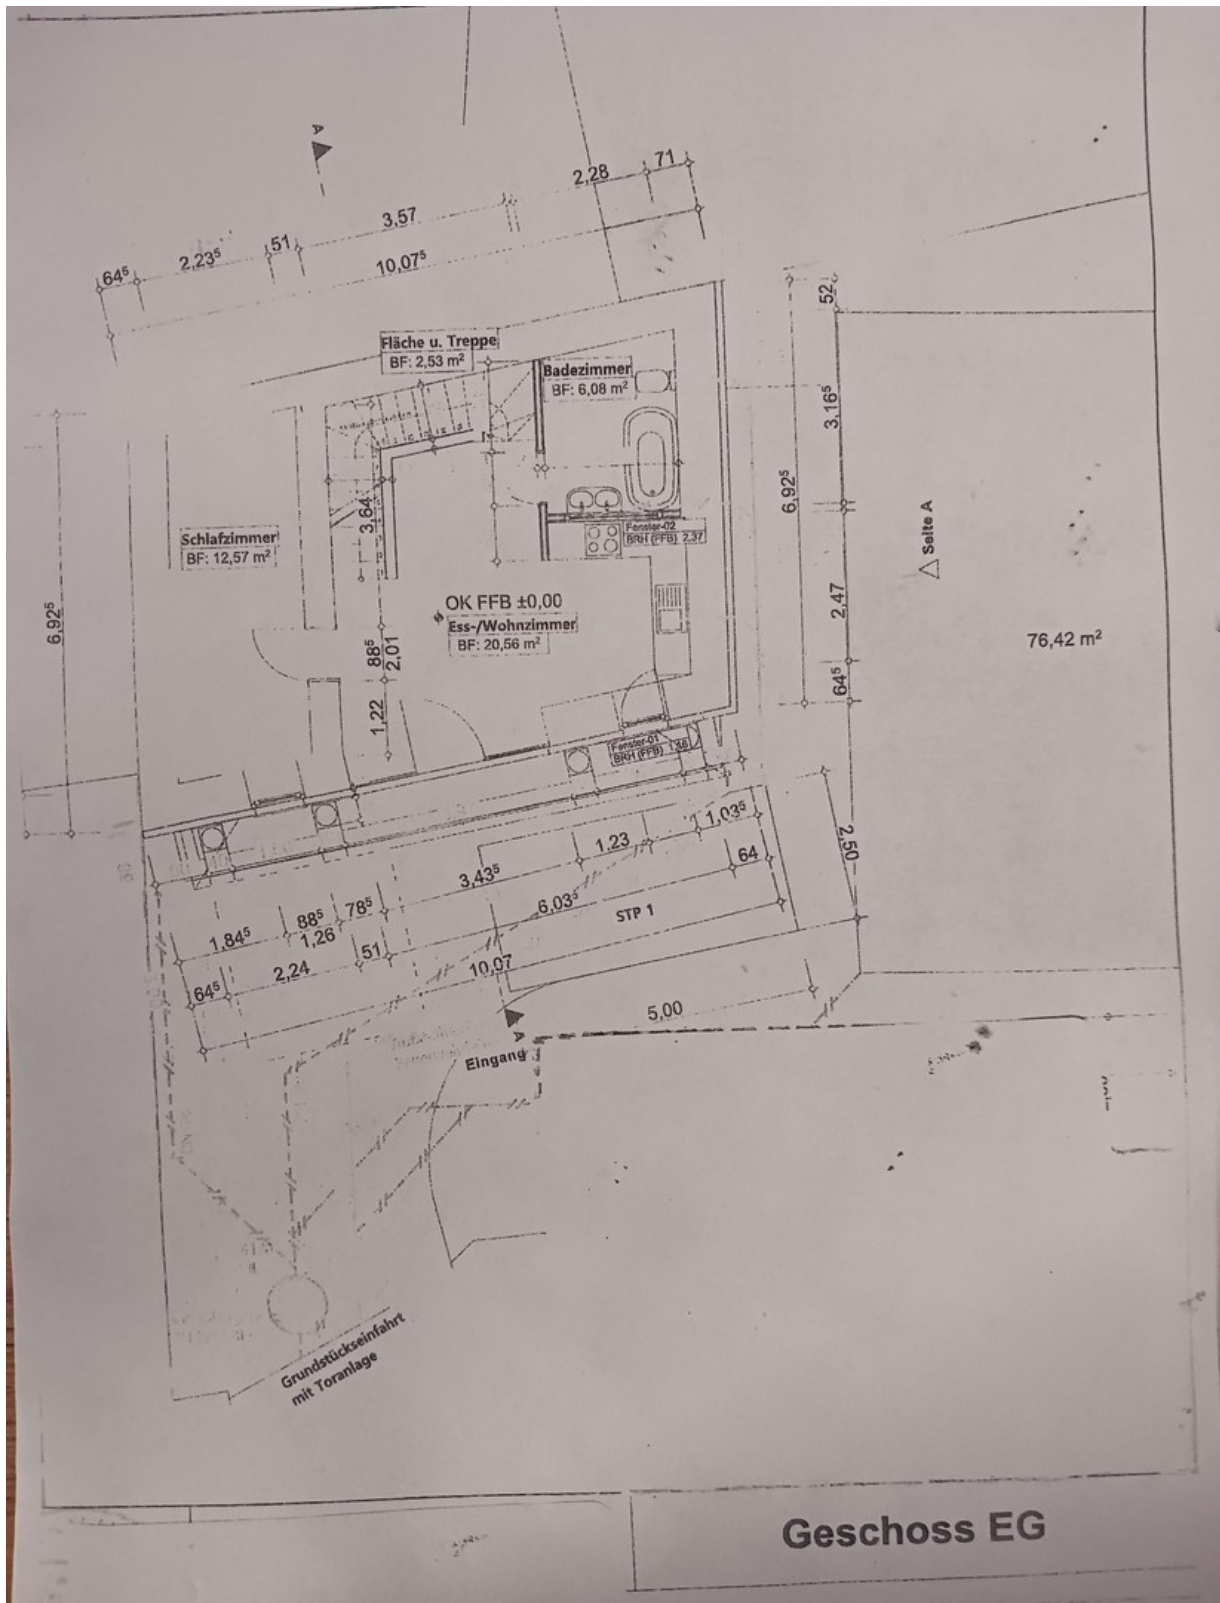 A
71
2,28
3,57
51
2,23⁵
64⁵
10,07⁵
52
Fläche u. Treppe
BF: 2,53 m²
Badezimmer
BF: 6,08 m²
3,16⁵
6,92⁵
3,64
Schlafzimmer
BF: 12,57 m²
Fenster-02
BRH (FFB) 2,37
Seite A
OK FFB ±0,00
Ess-/Wohnzimmer
BF: 20,56 m²
6,92⁵
88⁵
2,01
2,47
76,42 m²
64⁵
1,22
Fenster-01
BRH (FFB)
1,03⁵
1,23
2,50
64
3,43⁵
6,03⁵
STP 1
78⁵
88⁵
1,26
1,84⁵
51
2,24
64⁵
10,07
5,00
A
Eingang
Grundstückseinfahrt
mit Toranlage
Geschoss EG